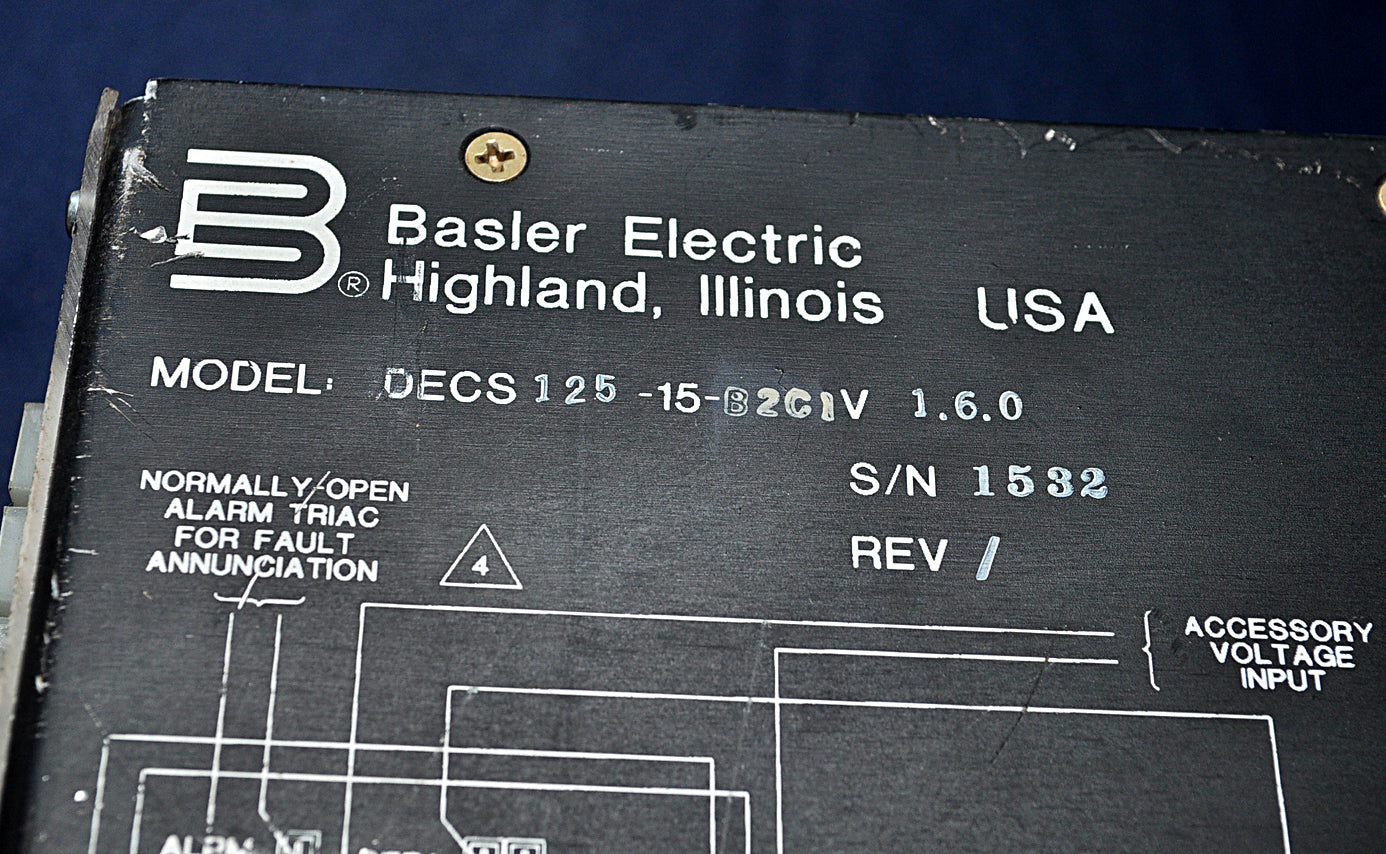 Basler Electric
® Highland, Illinois USA
MODEL: DECS 125 -15-B2C1V 1.6.0
S/N 1532
REV /
NORMALLY OPEN
ALARM TRIAC
FOR FAULT
ANNUNCIATION
4
ACCESSORY
VOLTAGE
INPUT